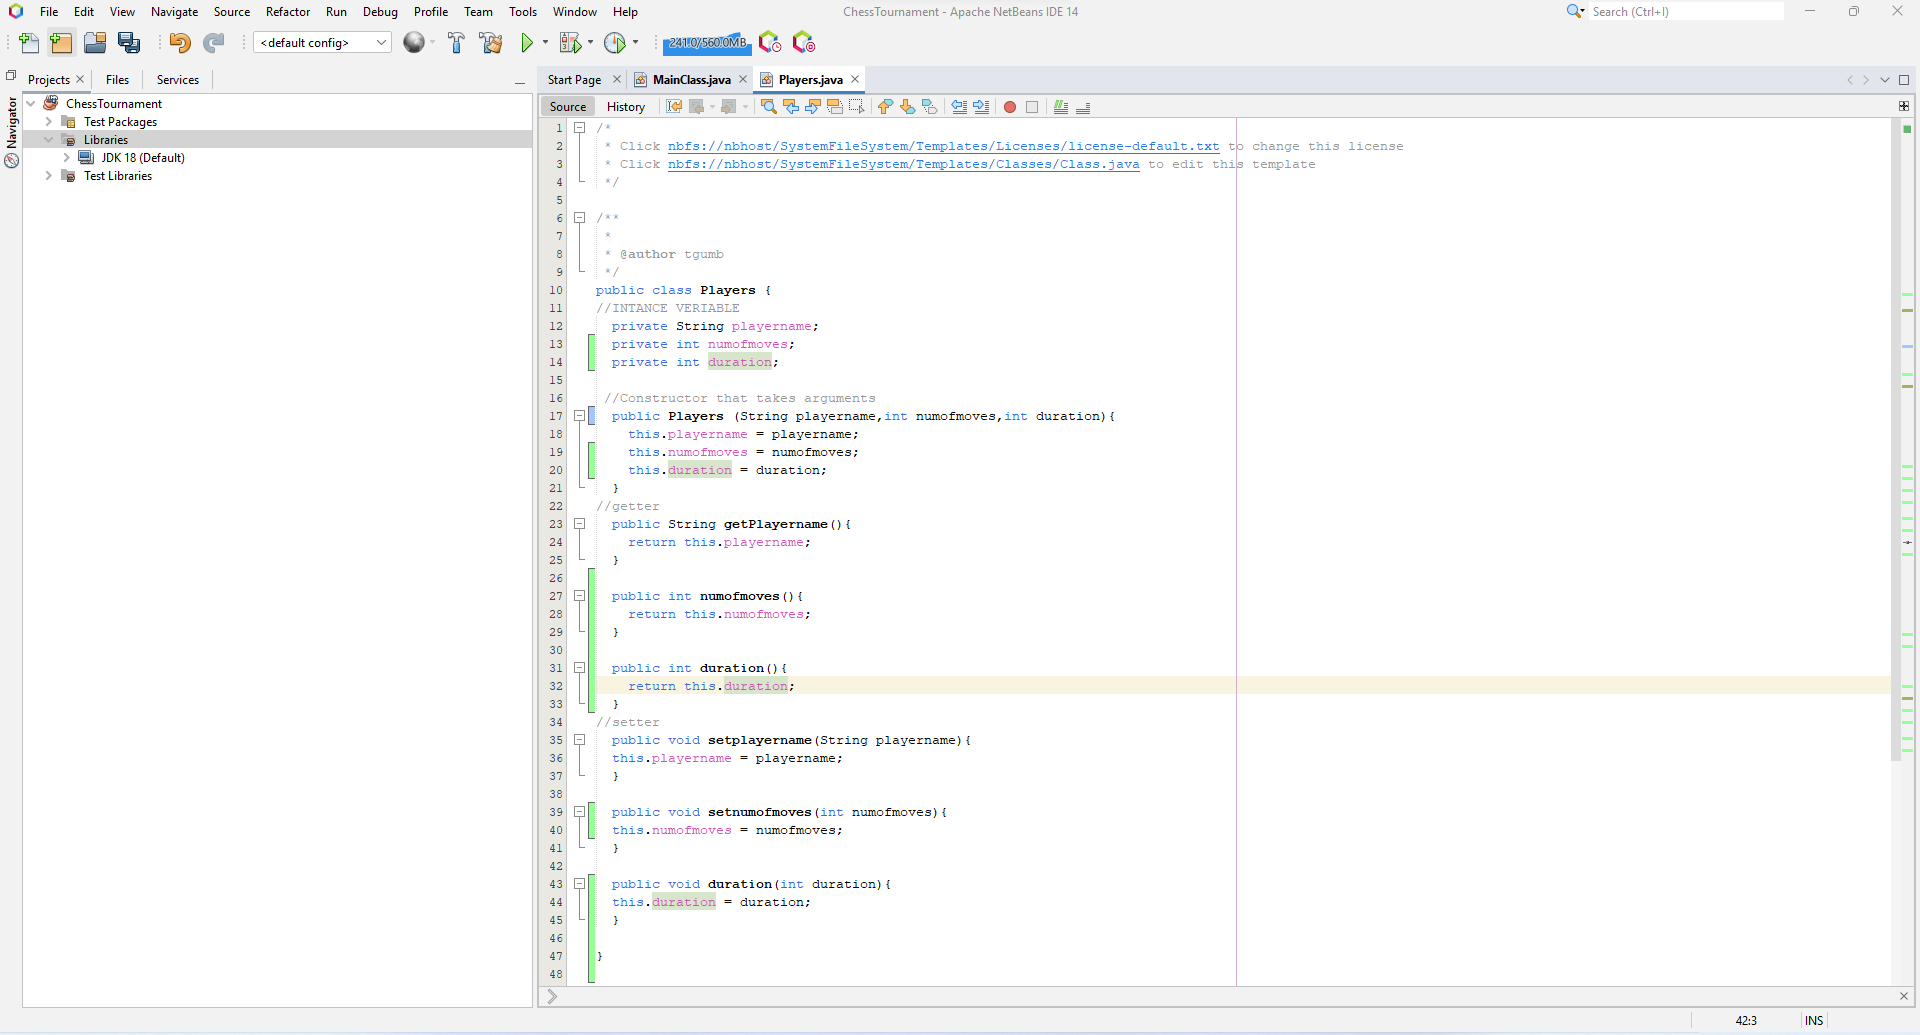 File Edit View Navigate Source Refactor Run Debug Profile Team Tools Window Help
ChessTournament - Apache NetBeans IDE 14
Search (Ctrl+I)
<default config>
241.0/560.0MB
Projects
Files
Services
Start Page
MainClass.java
Players.java
Navigator
Source
History
ChessTournament
Test Packages
Libraries
JDK 18 (Default)
Test Libraries
1 /*
2 * Click nbfs://nbhost/SystemFileSystem/Templates/Licenses/license-default.txt to change this license
3 * Click nbfs://nbhost/SystemFileSystem/Templates/Classes/Class.java to edit this template
4 */
5
6 /**
7 *
8 * @author tgumb
9 */
10 public class Players {
11 //INTANCE VERIABLE
12 private String playername;
13 private int numofmoves;
14 private int duration;
15
16 //Constructor that takes arguments
17 public Players (String playername,int numofmoves,int duration){
18 this.playername = playername;
19 this.numofmoves = numofmoves;
20 this.duration = duration;
21 }
22 //getter
23 public String getPlayername(){
24 return this.playername;
25 }
26
27 public int numofmoves(){
28 return this.numofmoves;
29 }
30
31 public int duration(){
32 return this.duration;
33 }
34 //setter
35 public void setplayername(String playername){
36 this.playername = playername;
37 }
38
39 public void setnumofmoves(int numofmoves){
40 this.numofmoves = numofmoves;
41 }
42
43 public void duration(int duration){
44 this.duration = duration;
45 }
46
47 }
48
42:3
INS